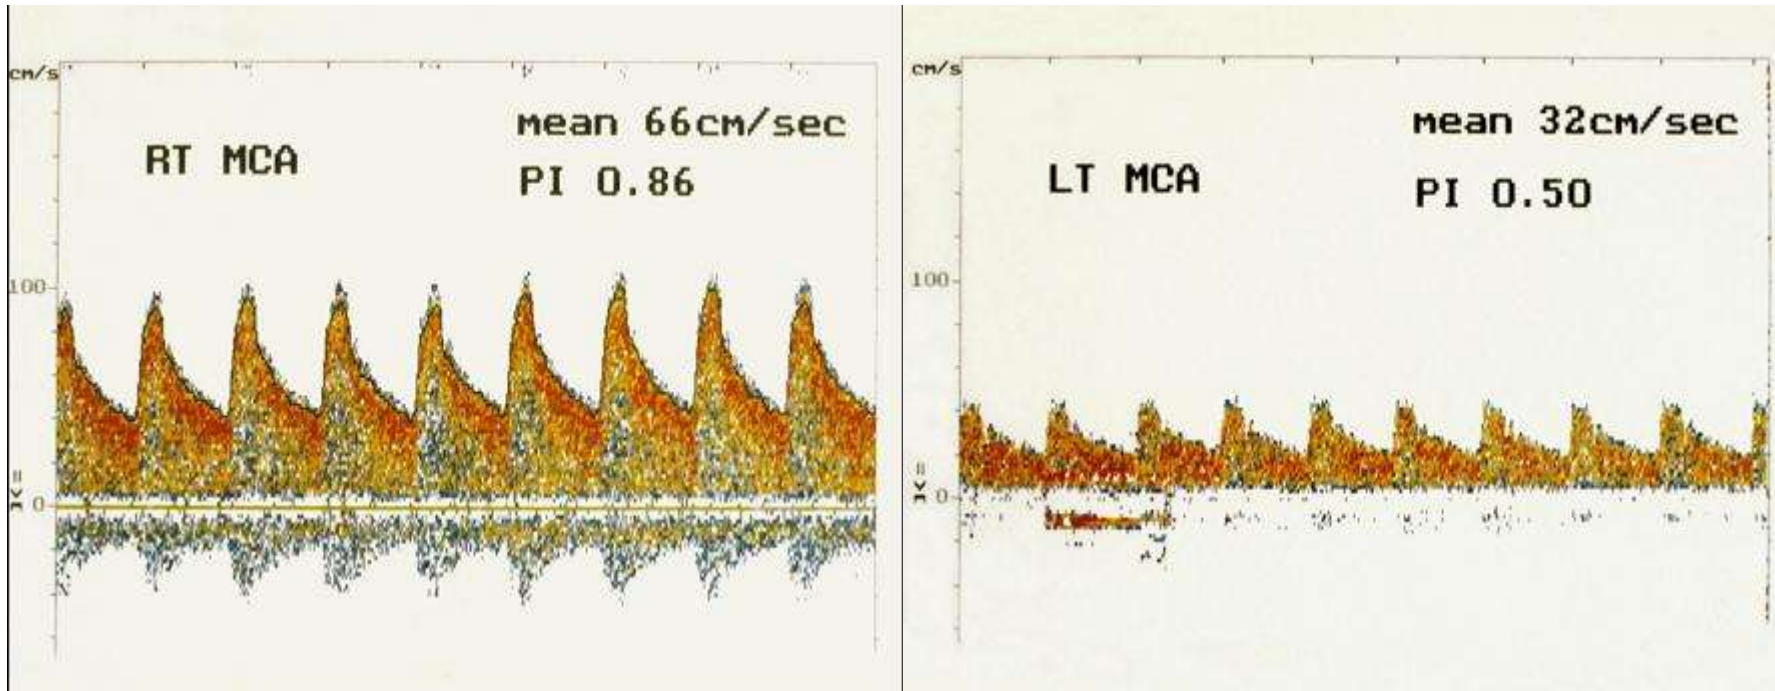 cm/s
mean 66cm/sec
RT MCA
PI 0.86
100
0
cm/s
mean 32cm/sec
LT MCA
PI 0.50
100
0